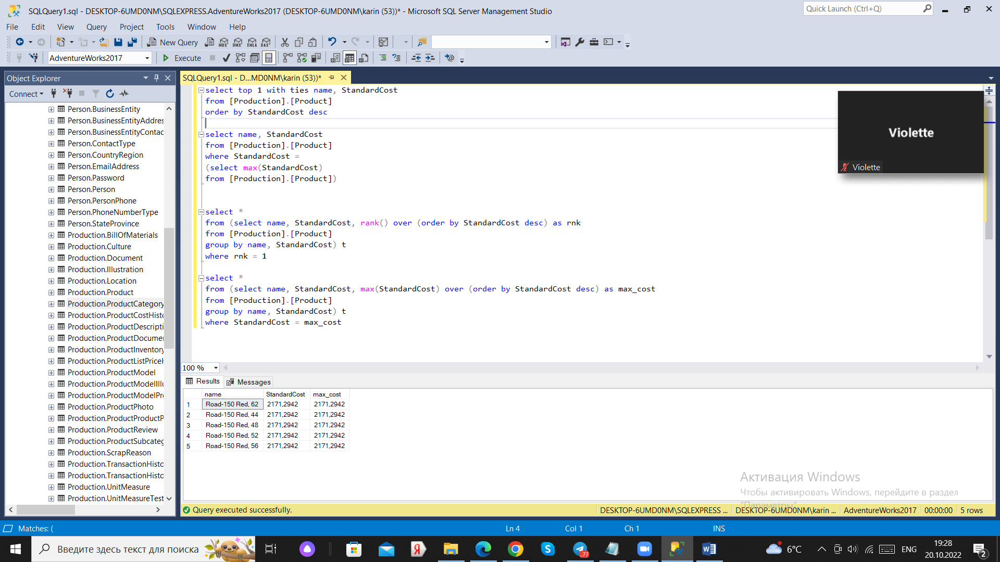 SQLQuery1.sql - DESKTOP-6UMD0NM\SQLEXPRESS.AdventureWorks2017 (DESKTOP-6UMD0NM\karin (53))* - Microsoft SQL Server Management Studio
Quick Launch (Ctrl+Q)
File Edit View Query Project Tools Window Help
New Query
MDX DMX XMLA DAX
AdventureWorks2017
Execute
Object Explorer
SQLQuery1.sql - D...MD0NM\karin (53))*
Connect
Person.BusinessEntity
Person.BusinessEntityAddres
Person.BusinessEntityContac
Person.ContactType
Person.CountryRegion
Person.EmailAddress
Person.Password
Person.Person
Person.PersonPhone
Person.PhoneNumberType
Person.StateProvince
Production.BillOfMaterials
Production.Culture
Production.Document
Production.Illustration
Production.Location
Production.Product
Production.ProductCategory
Production.ProductCostHisto
Production.ProductDescripti
Production.ProductDocumen
Production.ProductInventory
Production.ProductListPriceH
Production.ProductModel
Production.ProductModelIllu
Production.ProductModelPro
Production.ProductPhoto
Production.ProductProductP
Production.ProductReview
Production.ProductSubcateg
Production.ScrapReason
Production.TransactionHisto
Production.TransactionHisto
Production.UnitMeasure
Production.UnitMeasureTest
select top 1 with ties name, StandardCost
from [Production].[Product]
order by StandardCost desc
select name, StandardCost
from [Production].[Product]
where StandardCost =
(select max(StandardCost)
from [Production].[Product])
select *
from (select name, StandardCost, rank() over (order by StandardCost desc) as rnk
from [Production].[Product]
group by name, StandardCost) t
where rnk = 1
select *
from (select name, StandardCost, max(StandardCost) over (order by StandardCost desc) as max_cost
from [Production].[Product]
group by name, StandardCost) t
where StandardCost = max_cost
Violette
Violette
100 %
Results Messages
name StandardCost max_cost
1 Road-150 Red, 62 2171,2942 2171,2942
2 Road-150 Red, 44 2171,2942 2171,2942
3 Road-150 Red, 48 2171,2942 2171,2942
4 Road-150 Red, 52 2171,2942 2171,2942
5 Road-150 Red, 56 2171,2942 2171,2942
Активация Windows
Чтобы активировать Windows, перейдите в раздел
"Параметры"
Query executed successfully.
DESKTOP-6UMD0NM\SQLEXPRESS ... DESKTOP-6UMD0NM\karin ... AdventureWorks2017 00:00:00 5 rows
Matches: (
Ln 4 Col 1 Ch 1 INS
Введите здесь текст для поиска
77
6°C
ENG
19:28
20.10.2022
2